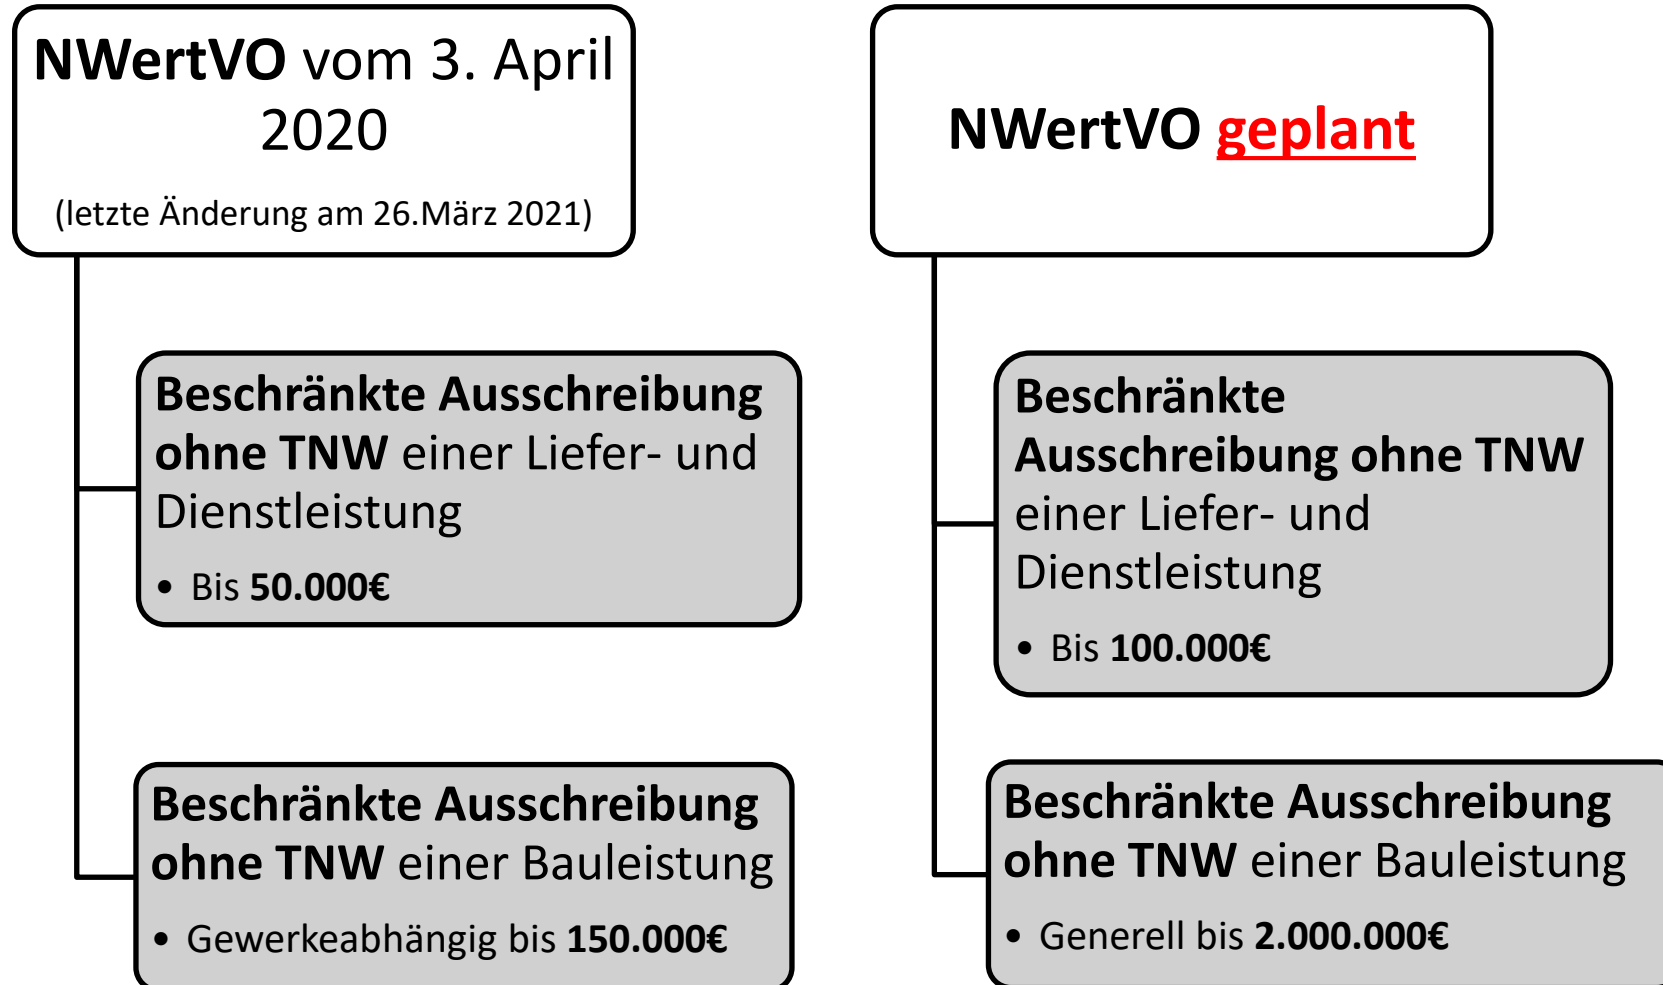 NWertVO vom 3. April
2020
(letzte Änderung am 26.März 2021)
Beschränkte Ausschreibung
ohne TNW einer Liefer- und
Dienstleistung
• Bis 50.000€
Beschränkte Ausschreibung
ohne TNW einer Bauleistung
• Gewerkeabhängig bis 150.000€
NWertVO geplant
Beschränkte
Ausschreibung ohne TNW
einer Liefer- und
Dienstleistung
• Bis 100.000€
Beschränkte Ausschreibung
ohne TNW einer Bauleistung
• Generell bis 2.000.000€